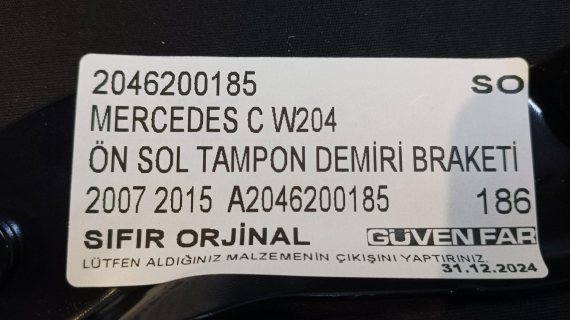 2046200185 SO
MERCEDES C W204
ÖN SOL TAMPON DEMİRİ BRAKETİ
2007 2015 A2046200185 186
SIFIR ORJİNAL GÜVEN FAR
LÜTFEN ALDIĞINIZ MALZEMENİN ÇIKIŞINI YAPTIRINIZ.
31.12.2024